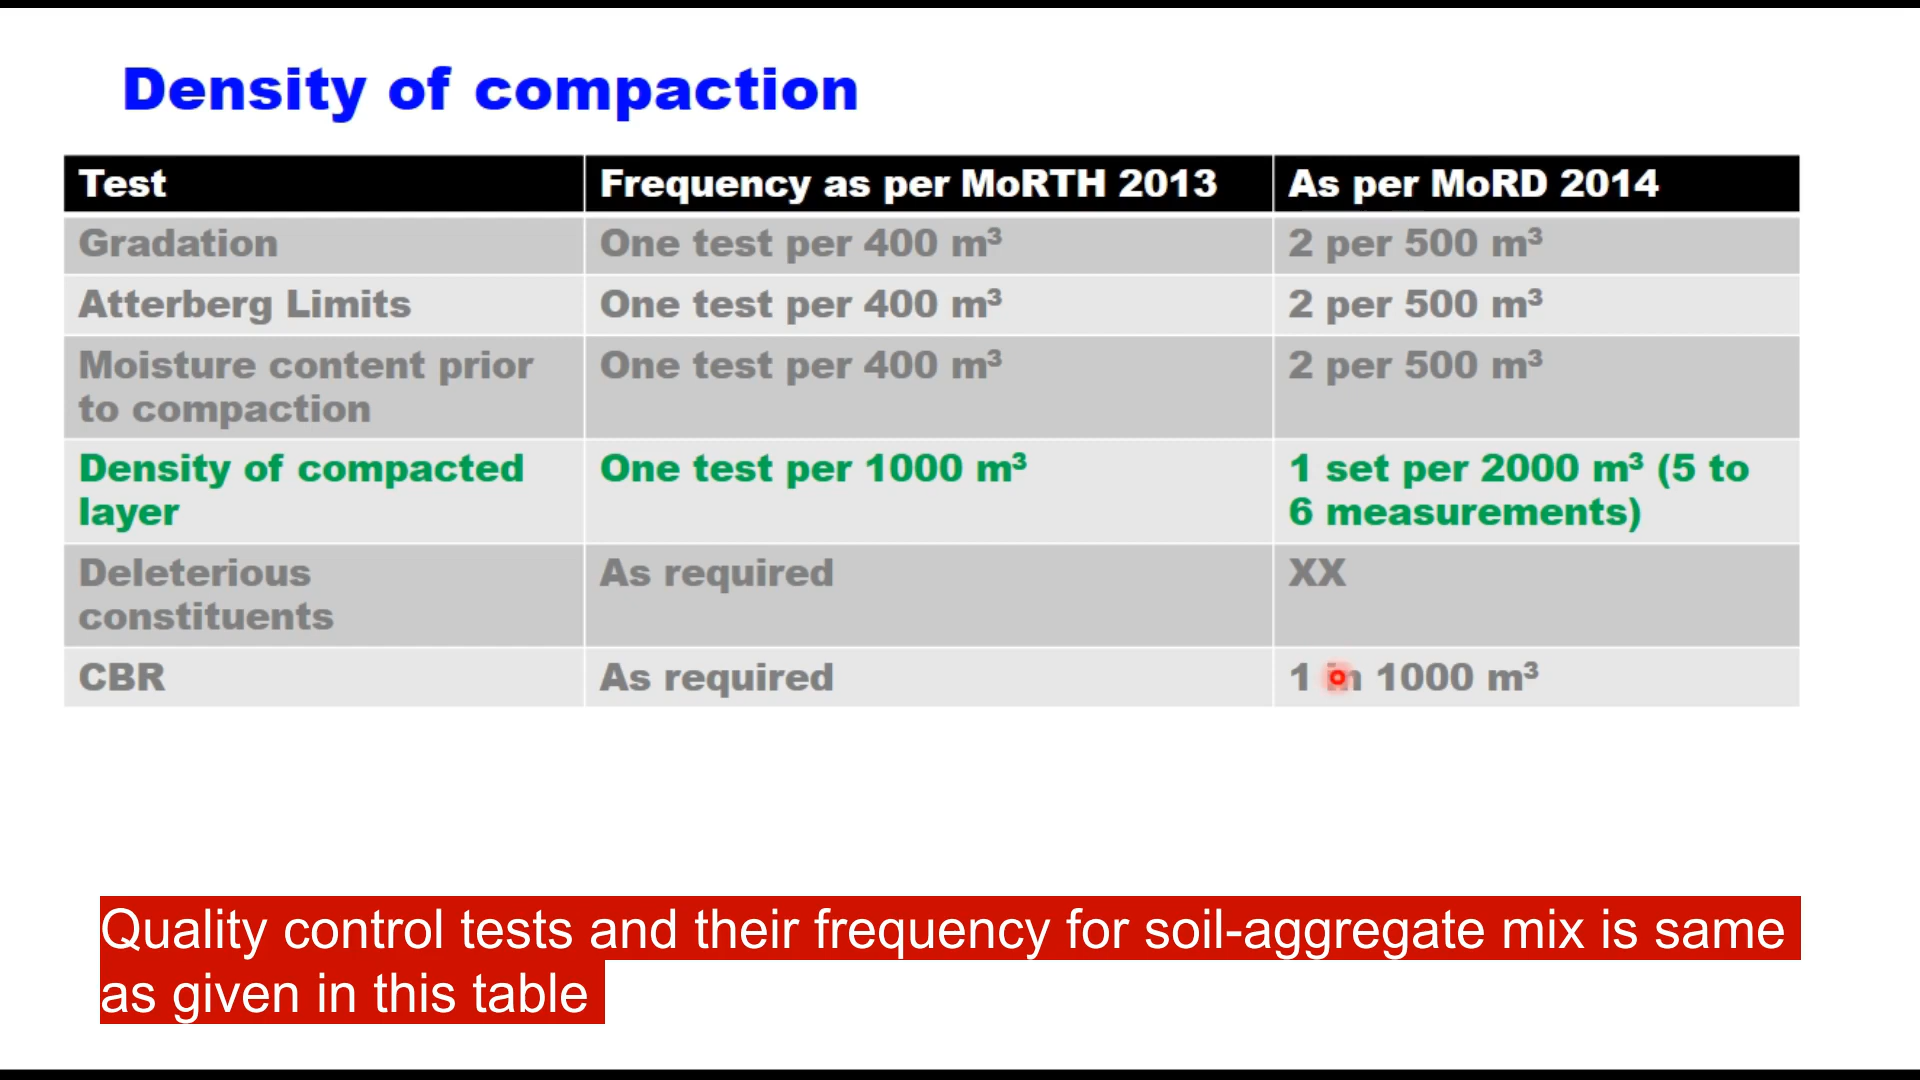 Density of compaction
Test Frequency as per MoRTH 2013 As per MoRD 2014
Gradation One test per 400 m³ 2 per 500 m³
Atterberg Limits One test per 400 m³ 2 per 500 m³
Moisture content prior One test per 400 m³ 2 per 500 m³
to compaction
Density of compacted One test per 1000 m³ 1 set per 2000 m³ (5 to
layer 6 measurements)
Deleterious As required XX
constituents
CBR As required 1 in 1000 m³
Quality control tests and their frequency for soil-aggregate mix is same
as given in this table